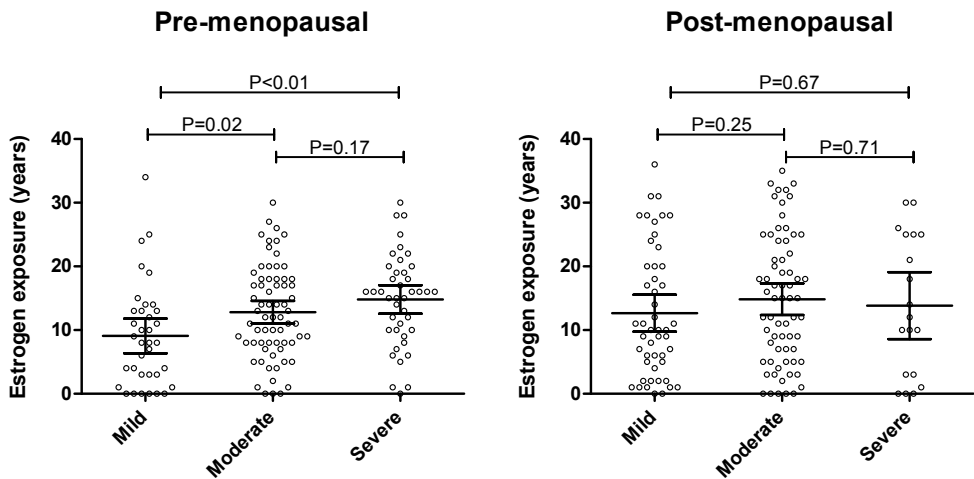 Pre-menopausal
P<0.01
P=0.02
P=0.17
Estrogen exposure (years)
40
30
20
10
0
Mild
Moderate
Severe
Post-menopausal
P=0.67
P=0.25
P=0.71
Estrogen exposure (years)
40
30
20
10
0
Mild
Moderate
Severe